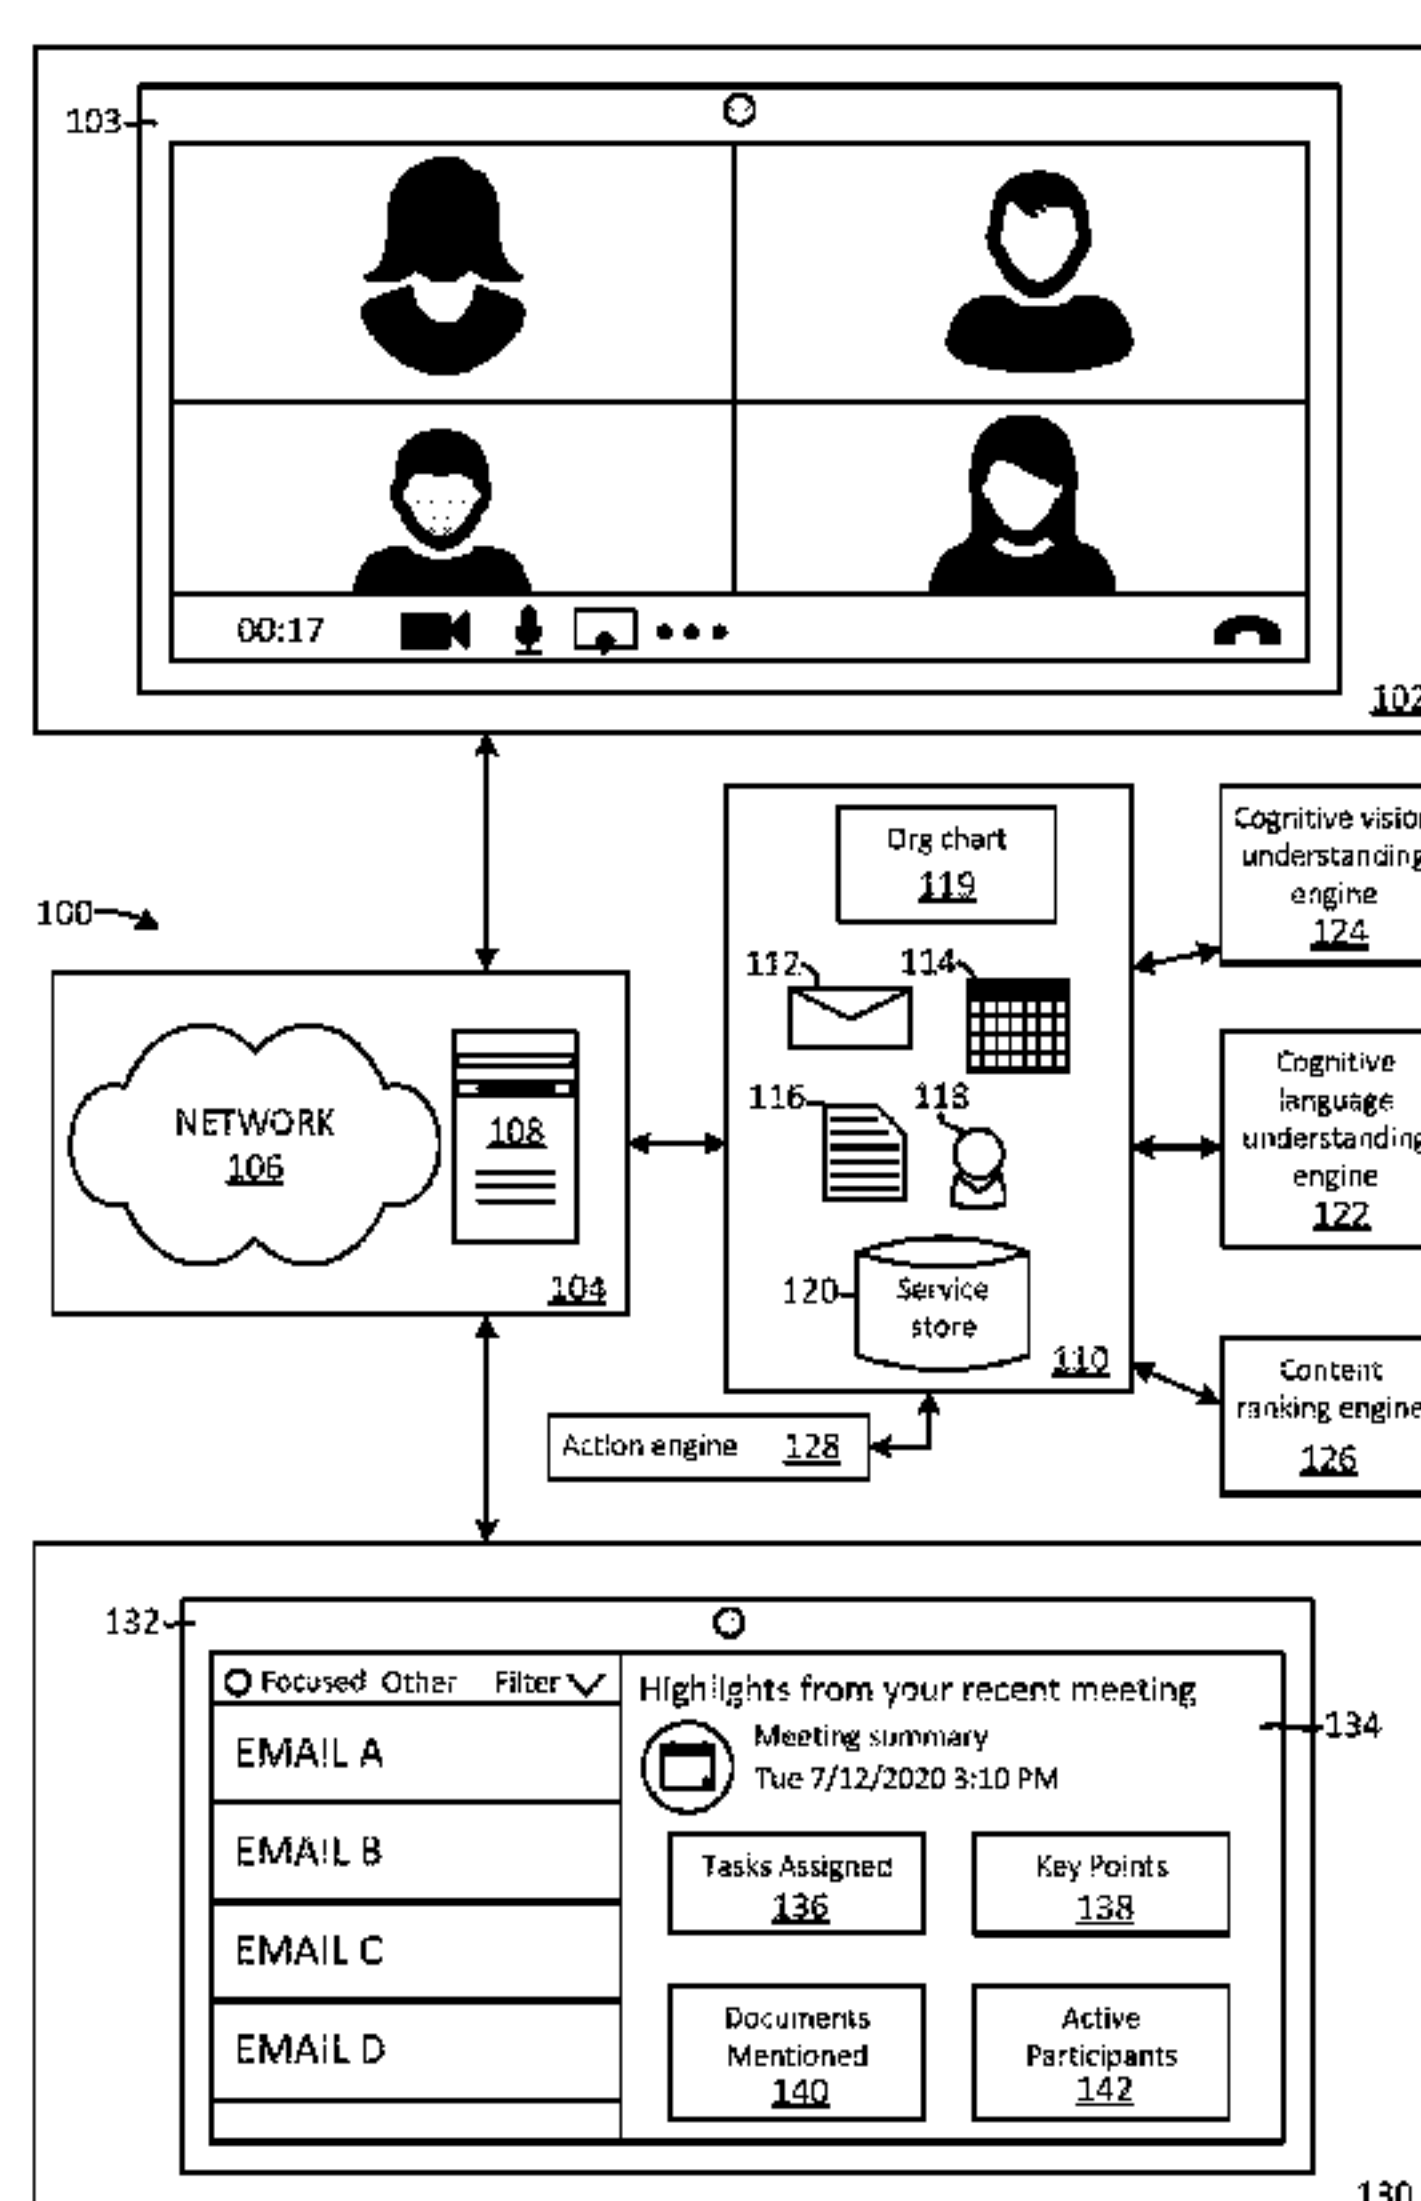 103
00:17
102
100
Org chart
119
112
114
116
118
120
Service
store
110
Cognitive vision
understanding
engine
124
NETWORK
106
108
104
Cognitive
language
understanding
engine
122
Content
ranking engine
126
Action engine 128
132
Focused Other Filter
EMAIL A
EMAIL B
EMAIL C
EMAIL D
Highlights from your recent meeting
Meeting summary
Tue 7/12/2020 3:10 PM
134
Tasks Assigned
136
Key Points
138
Documents
Mentioned
140
Active
Participants
142
130